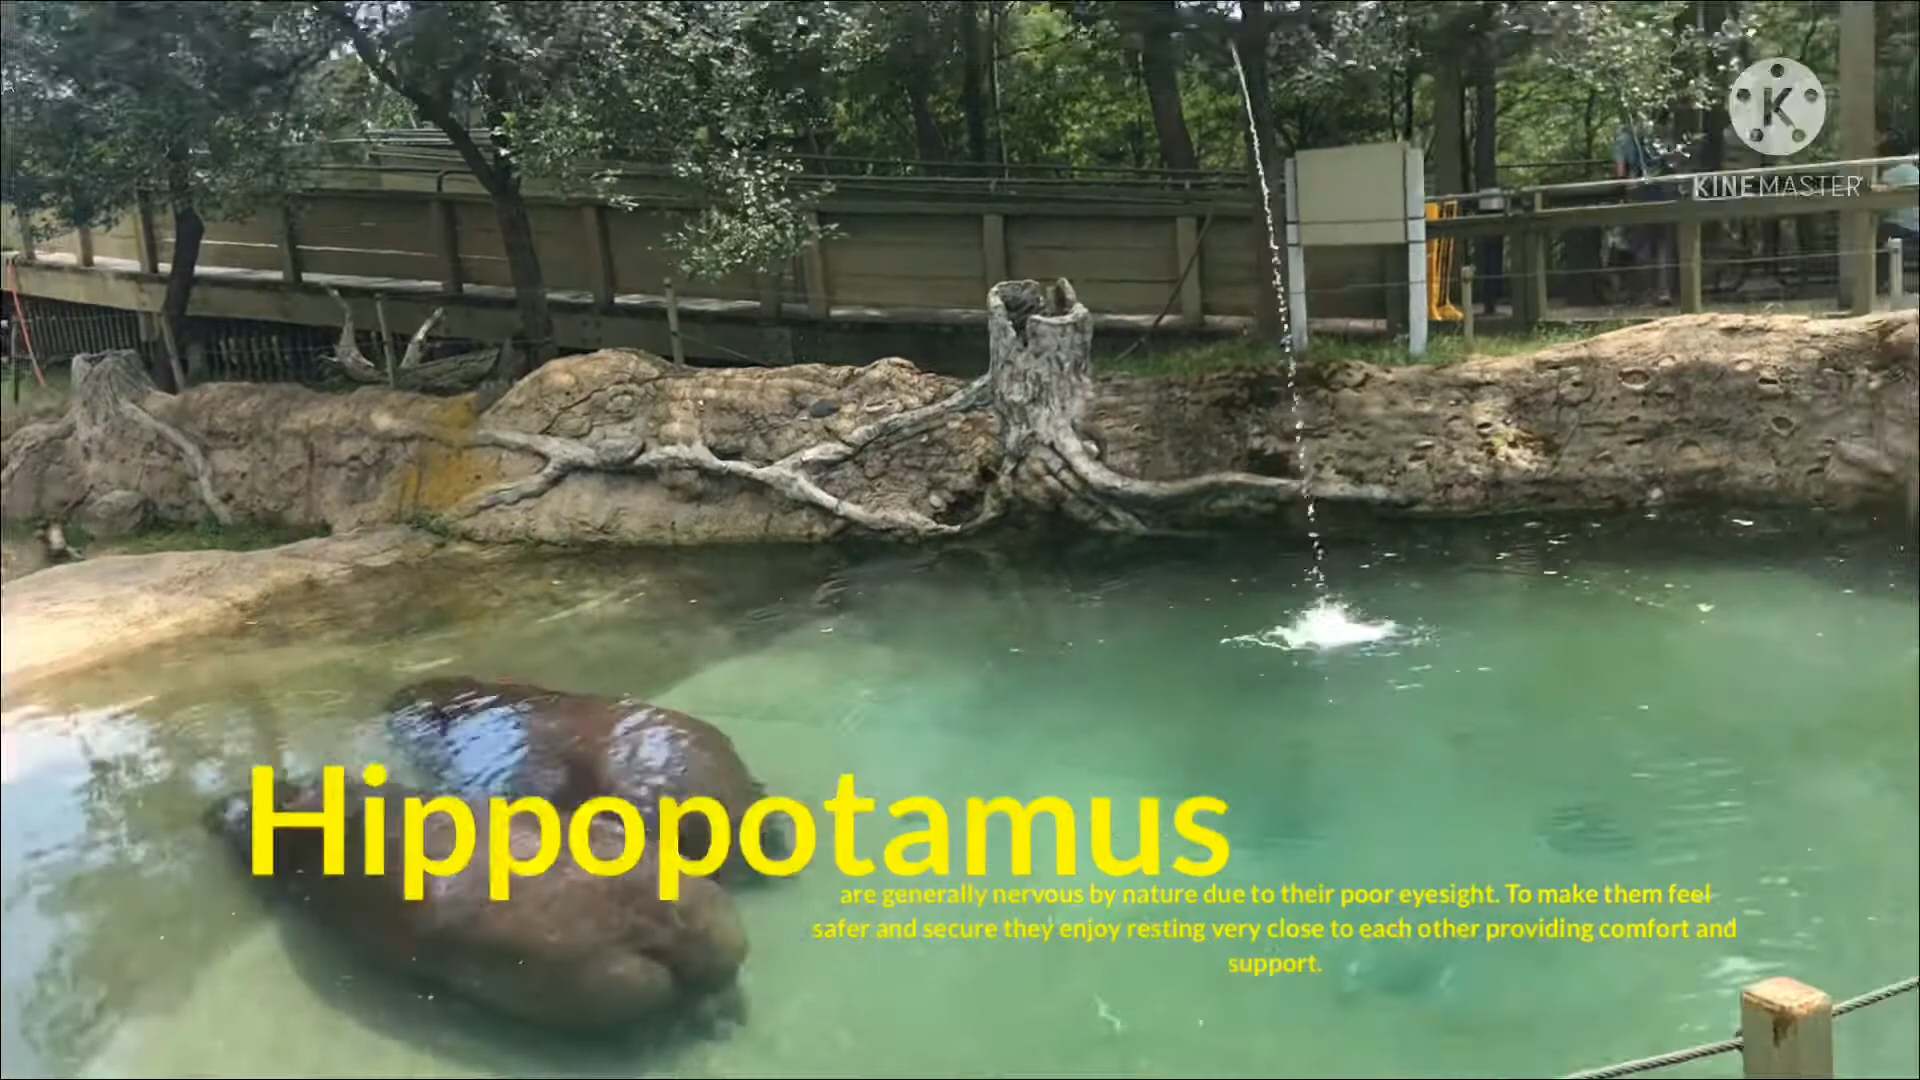 K
KINEMASTER
Hippopotamus
are generally nervous by nature due to their poor eyesight. To make them feel
safer and secure they enjoy resting very close to each other providing comfort and
support.